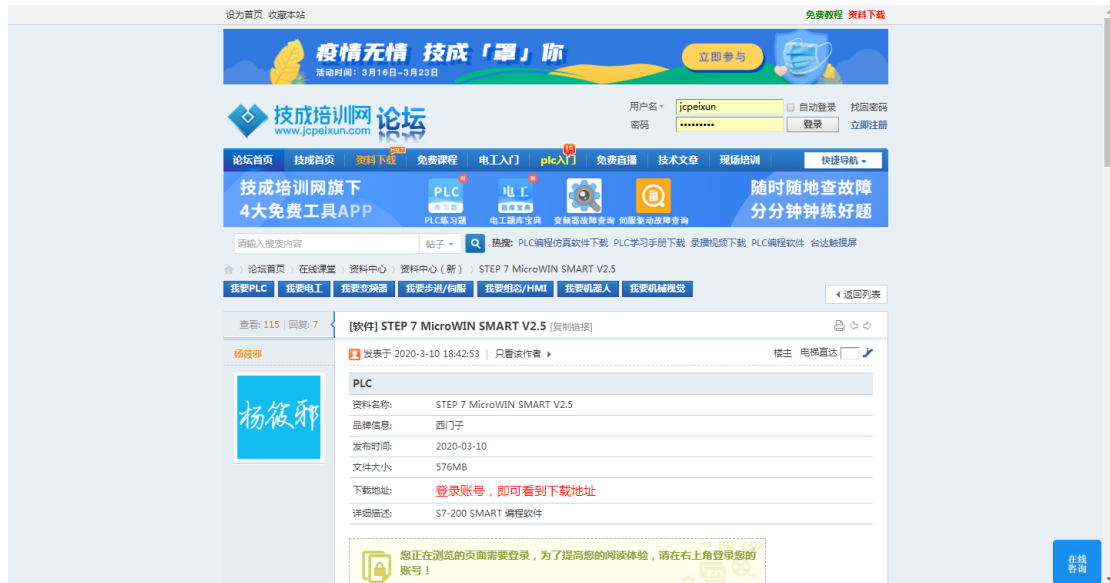 设为首页 收藏本站 免费教程 资料下载
疫情无情 技成「罩」你
活动时间：3月16日-3月23日
立即参与
技成培训网 论坛
www.jcpeixun.com
用户名 jcpeixun 自动登录 找回密码
密码 ••••••••• 登录 立即注册
论坛首页 技成首页 资料下载 免费课程 电工入门 plc入门 免费直播 技术文章 现场培训 快捷导航
技成培训网旗下
4大免费工具APP
PLC
练习题
PLC练习题
电工
题库宝典
电工题库宝典
变频器故障查询
伺服驱动故障查询
随时随地查故障
分分钟钟练好题
请输入搜索内容 帖子 热搜: PLC编程仿真软件下载 PLC学习手册下载 录播视频下载 PLC编程软件 台达触摸屏
论坛首页 在线课堂 资料中心 资料中心（新） STEP 7 MicroWIN SMART V2.5
我要PLC 我要电工 我要变频器 我要步进/伺服 我要组态/HMI 我要机器人 我要机械视觉
返回列表
查看: 115 | 回复: 7 [软件] STEP 7 MicroWIN SMART V2.5 [复制链接]
杨筱邪
发表于 2020-3-10 18:42:53 | 只看该作者 楼主 电梯直达
杨筱邪
PLC
资料名称: STEP 7 MicroWIN SMART V2.5
品牌信息: 西门子
发布时间: 2020-03-10
文件大小: 576MB
下载地址: 登录账号，即可看到下载地址
详细描述: S7-200 SMART 编程软件
您正在浏览的页面需要登录，为了提高您的阅读体验，请在右上角登录您的
账号！
在线
咨询